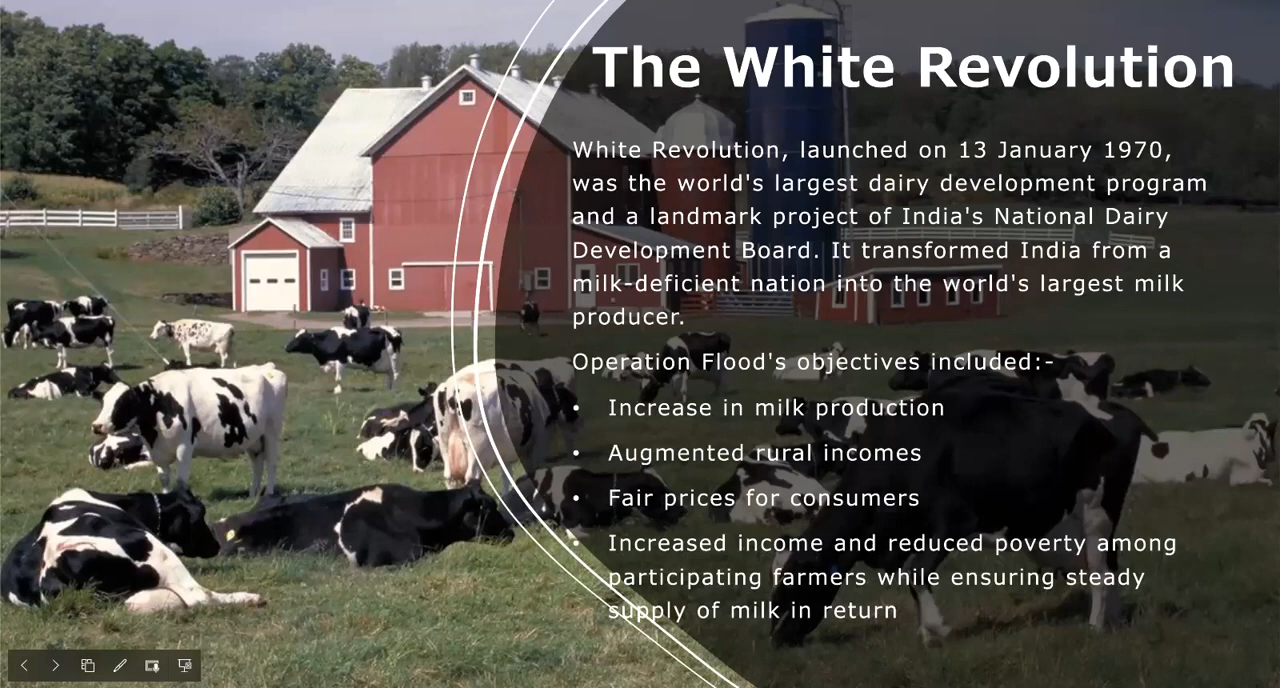 The White Revolution
White Revolution, launched on 13 January 1970,
was the world's largest dairy development program
and a landmark project of India's National Dairy
Development Board. It transformed India from a
milk-deficient nation into the world's largest milk
producer.
Operation Flood's objectives included:-
• Increase in milk production
• Augmented rural incomes
• Fair prices for consumers
• Increased income and reduced poverty among
participating farmers while ensuring steady
supply of milk in return